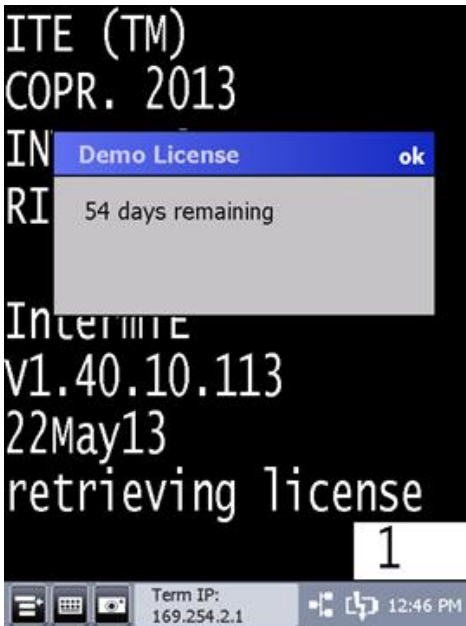 ITE (TM)
COPR. 2013
IN
Demo License ok
RI
54 days remaining
IntermTE
v1.40.10.113
22May13
retrieving license
1
Term IP:
169.254.2.1
12:46 PM